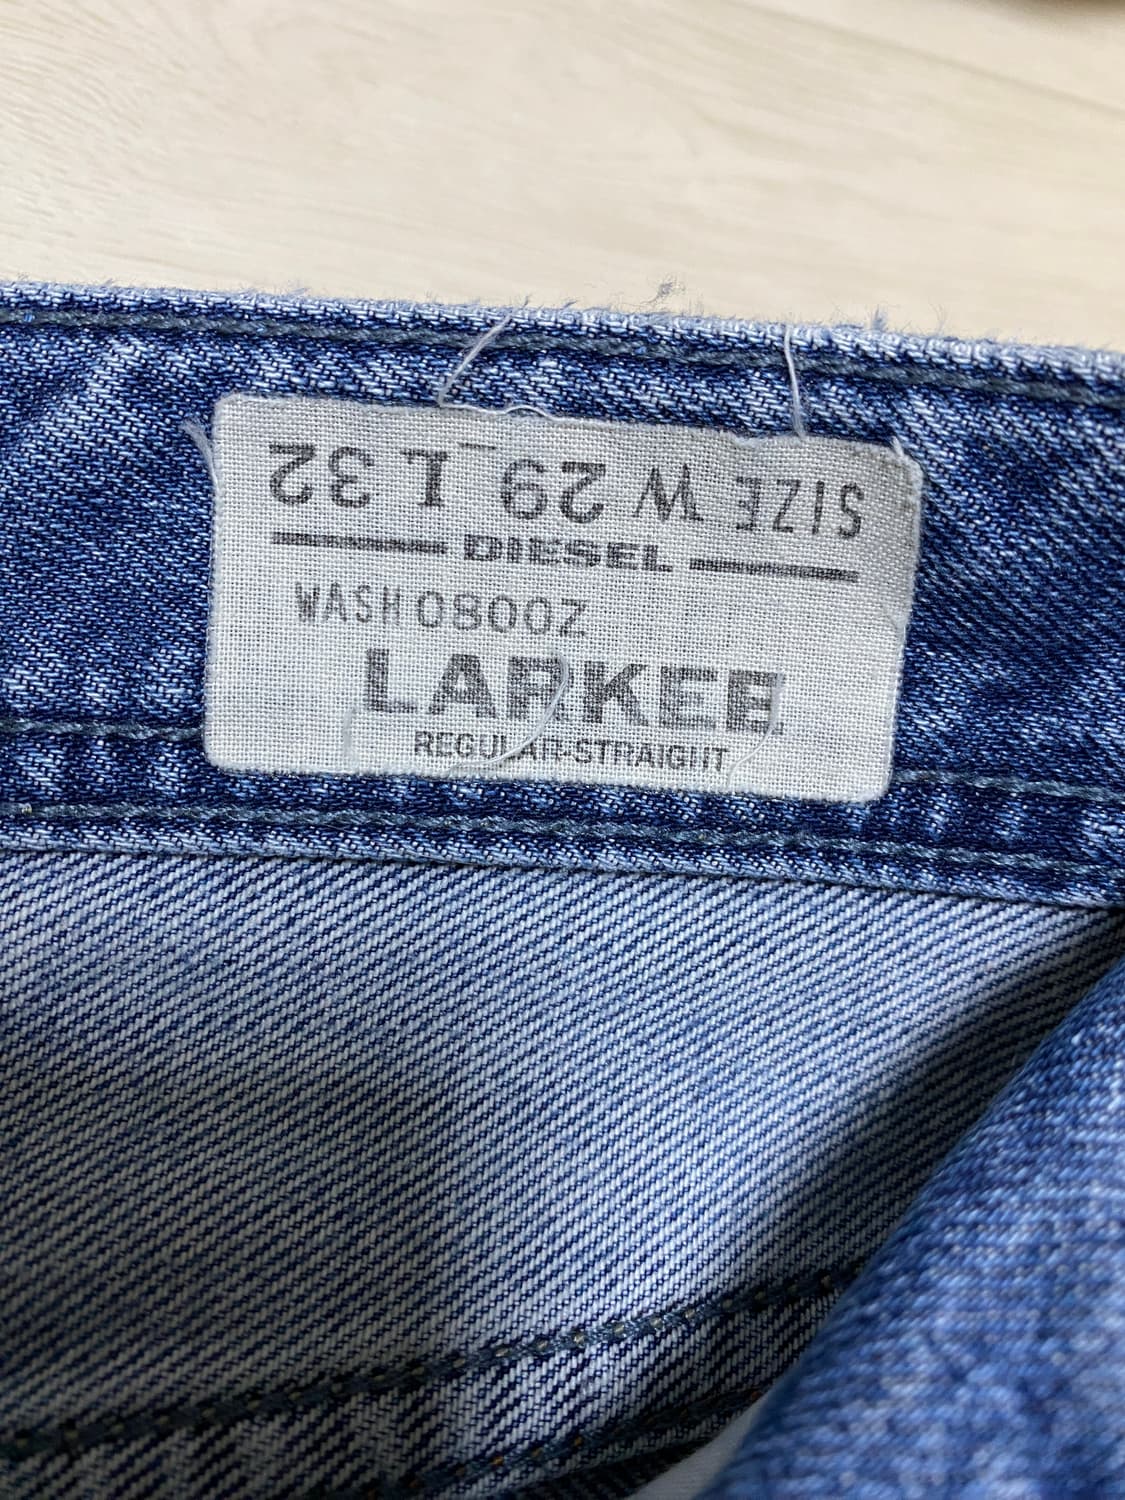 SIZE W 29 L 32
DIESEL
WASH 0800Z
LARKEE
REGULAR-STRAIGHT